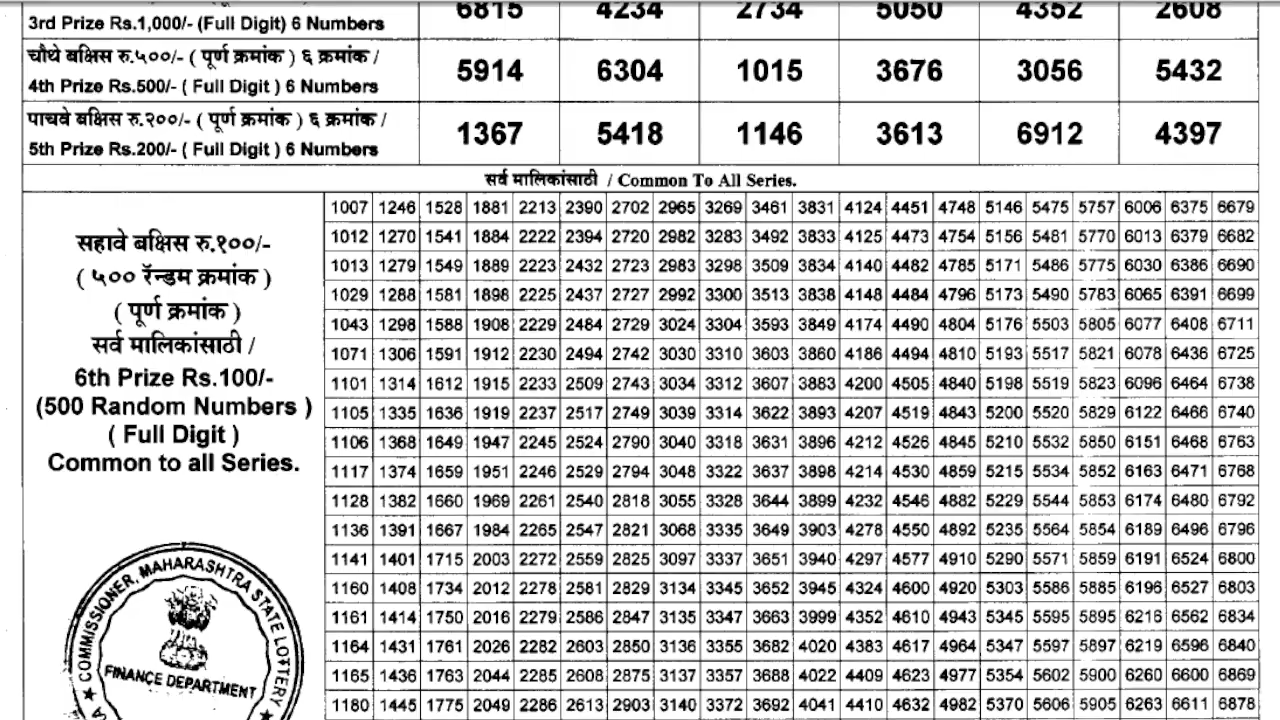 3rd Prize Rs.1,000/- (Full Digit) 6 Numbers 6815 4234 2734 5050 4352 2608
चौथे बक्षिस रु.५००/- ( पूर्ण क्रमांक ) ६ क्रमांक /
4th Prize Rs.500/- ( Full Digit ) 6 Numbers 5914 6304 1015 3676 3056 5432
पाचवे बक्षिस रु.२००/- ( पूर्ण क्रमांक ) ६ क्रमांक /
5th Prize Rs.200/- ( Full Digit ) 6 Numbers 1367 5418 1146 3613 6912 4397
सर्व मालिकांसाठी / Common To All Series.
सहावे बक्षिस रु.१००/-
( ५०० रॅन्डम क्रमांक )
( पूर्ण क्रमांक )
सर्व मालिकांसाठी /
6th Prize Rs.100/-
(500 Random Numbers )
( Full Digit )
Common to all Series.
1007 1246 1528 1881 2213 2390 2702 2965 3269 3461 3831 4124 4451 4748 5146 5475 5757 6006 6375 6679
1012 1270 1541 1884 2222 2394 2720 2982 3283 3492 3833 4125 4473 4754 5156 5481 5770 6013 6379 6682
1013 1279 1549 1889 2223 2432 2723 2983 3298 3509 3834 4140 4482 4785 5171 5486 5775 6030 6386 6690
1029 1288 1581 1898 2225 2437 2727 2992 3300 3513 3838 4148 4484 4796 5173 5490 5783 6065 6391 6699
1043 1298 1588 1908 2229 2484 2729 3024 3304 3593 3849 4174 4490 4804 5176 5503 5805 6077 6408 6711
1071 1306 1591 1912 2230 2494 2742 3030 3310 3603 3860 4186 4494 4810 5193 5517 5821 6078 6436 6725
1101 1314 1612 1915 2233 2509 2743 3034 3312 3607 3883 4200 4505 4840 5198 5519 5823 6096 6464 6738
1105 1335 1636 1919 2237 2517 2749 3039 3314 3622 3893 4207 4519 4843 5200 5520 5829 6122 6466 6740
1106 1368 1649 1947 2245 2524 2790 3040 3318 3631 3896 4212 4526 4845 5210 5532 5850 6151 6468 6763
1117 1374 1659 1951 2246 2529 2794 3048 3322 3637 3898 4214 4530 4859 5215 5534 5852 6163 6471 6768
1128 1382 1660 1969 2261 2540 2818 3055 3328 3644 3899 4232 4546 4882 5229 5544 5853 6174 6480 6792
1136 1391 1667 1984 2265 2547 2821 3068 3335 3649 3903 4278 4550 4892 5235 5564 5854 6189 6496 6796
1141 1401 1715 2003 2272 2559 2825 3097 3337 3651 3940 4297 4577 4910 5290 5571 5859 6191 6524 6800
1160 1408 1734 2012 2278 2581 2829 3134 3345 3652 3945 4324 4600 4920 5303 5586 5885 6196 6527 6803
1161 1414 1750 2016 2279 2586 2847 3135 3347 3663 3999 4352 4610 4943 5345 5595 5895 6216 6562 6834
1164 1431 1761 2026 2282 2603 2850 3136 3355 3682 4020 4383 4617 4964 5347 5597 5897 6219 6596 6840
1165 1436 1763 2044 2285 2608 2875 3137 3357 3688 4022 4409 4623 4977 5354 5602 5900 6260 6600 6869
1180 1445 1775 2049 2286 2613 2903 3140 3372 3692 4041 4410 4632 4982 5370 5606 5905 6263 6611 6878
COMMISSIONER, MAHARASHTRA STATE LOTTERY
FINANCE DEPARTMENT